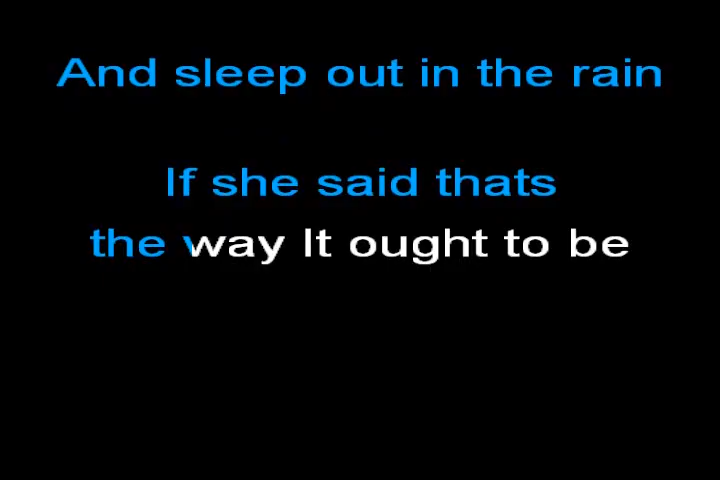 And sleep out in the rain
If she said thats
the way It ought to be